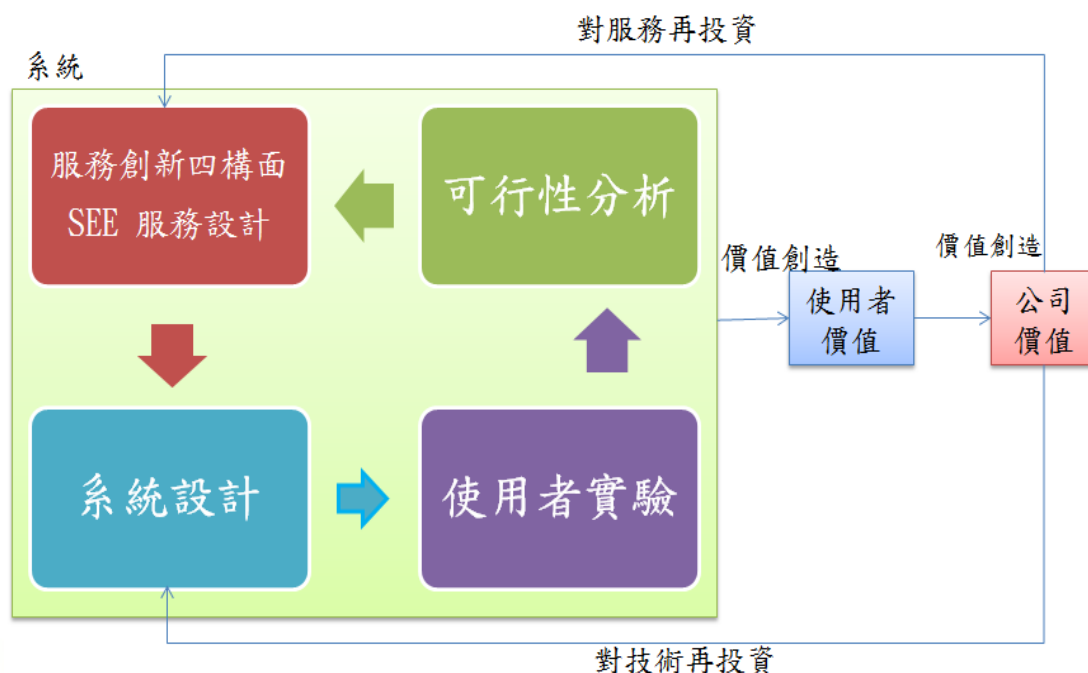 對服務再投資
系統
服務創新四構面
SEE 服務設計
可行性分析
價值創造
價值創造
使用者
價值
公司
價值
系統設計
使用者實驗
對技術再投資